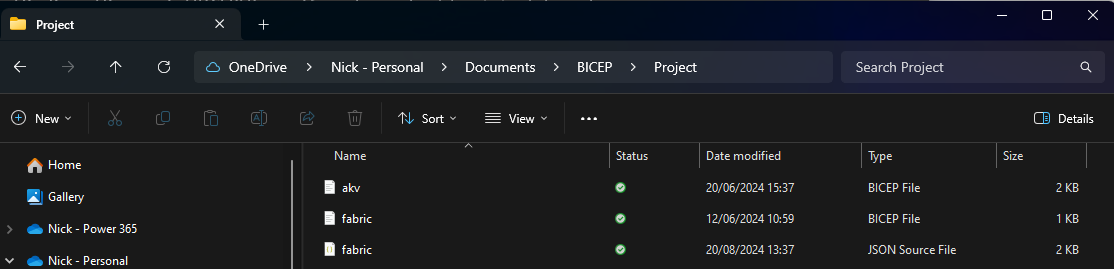 Project
OneDrive > Nick - Personal > Documents > BICEP > Project
Search Project
New
Sort
View
Details
Name Status Date modified Type Size
Home
Gallery
Nick - Power 365
Nick - Personal
akv 20/06/2024 15:37 BICEP File 2 KB
fabric 12/06/2024 10:59 BICEP File 1 KB
fabric 20/08/2024 13:37 JSON Source File 2 KB